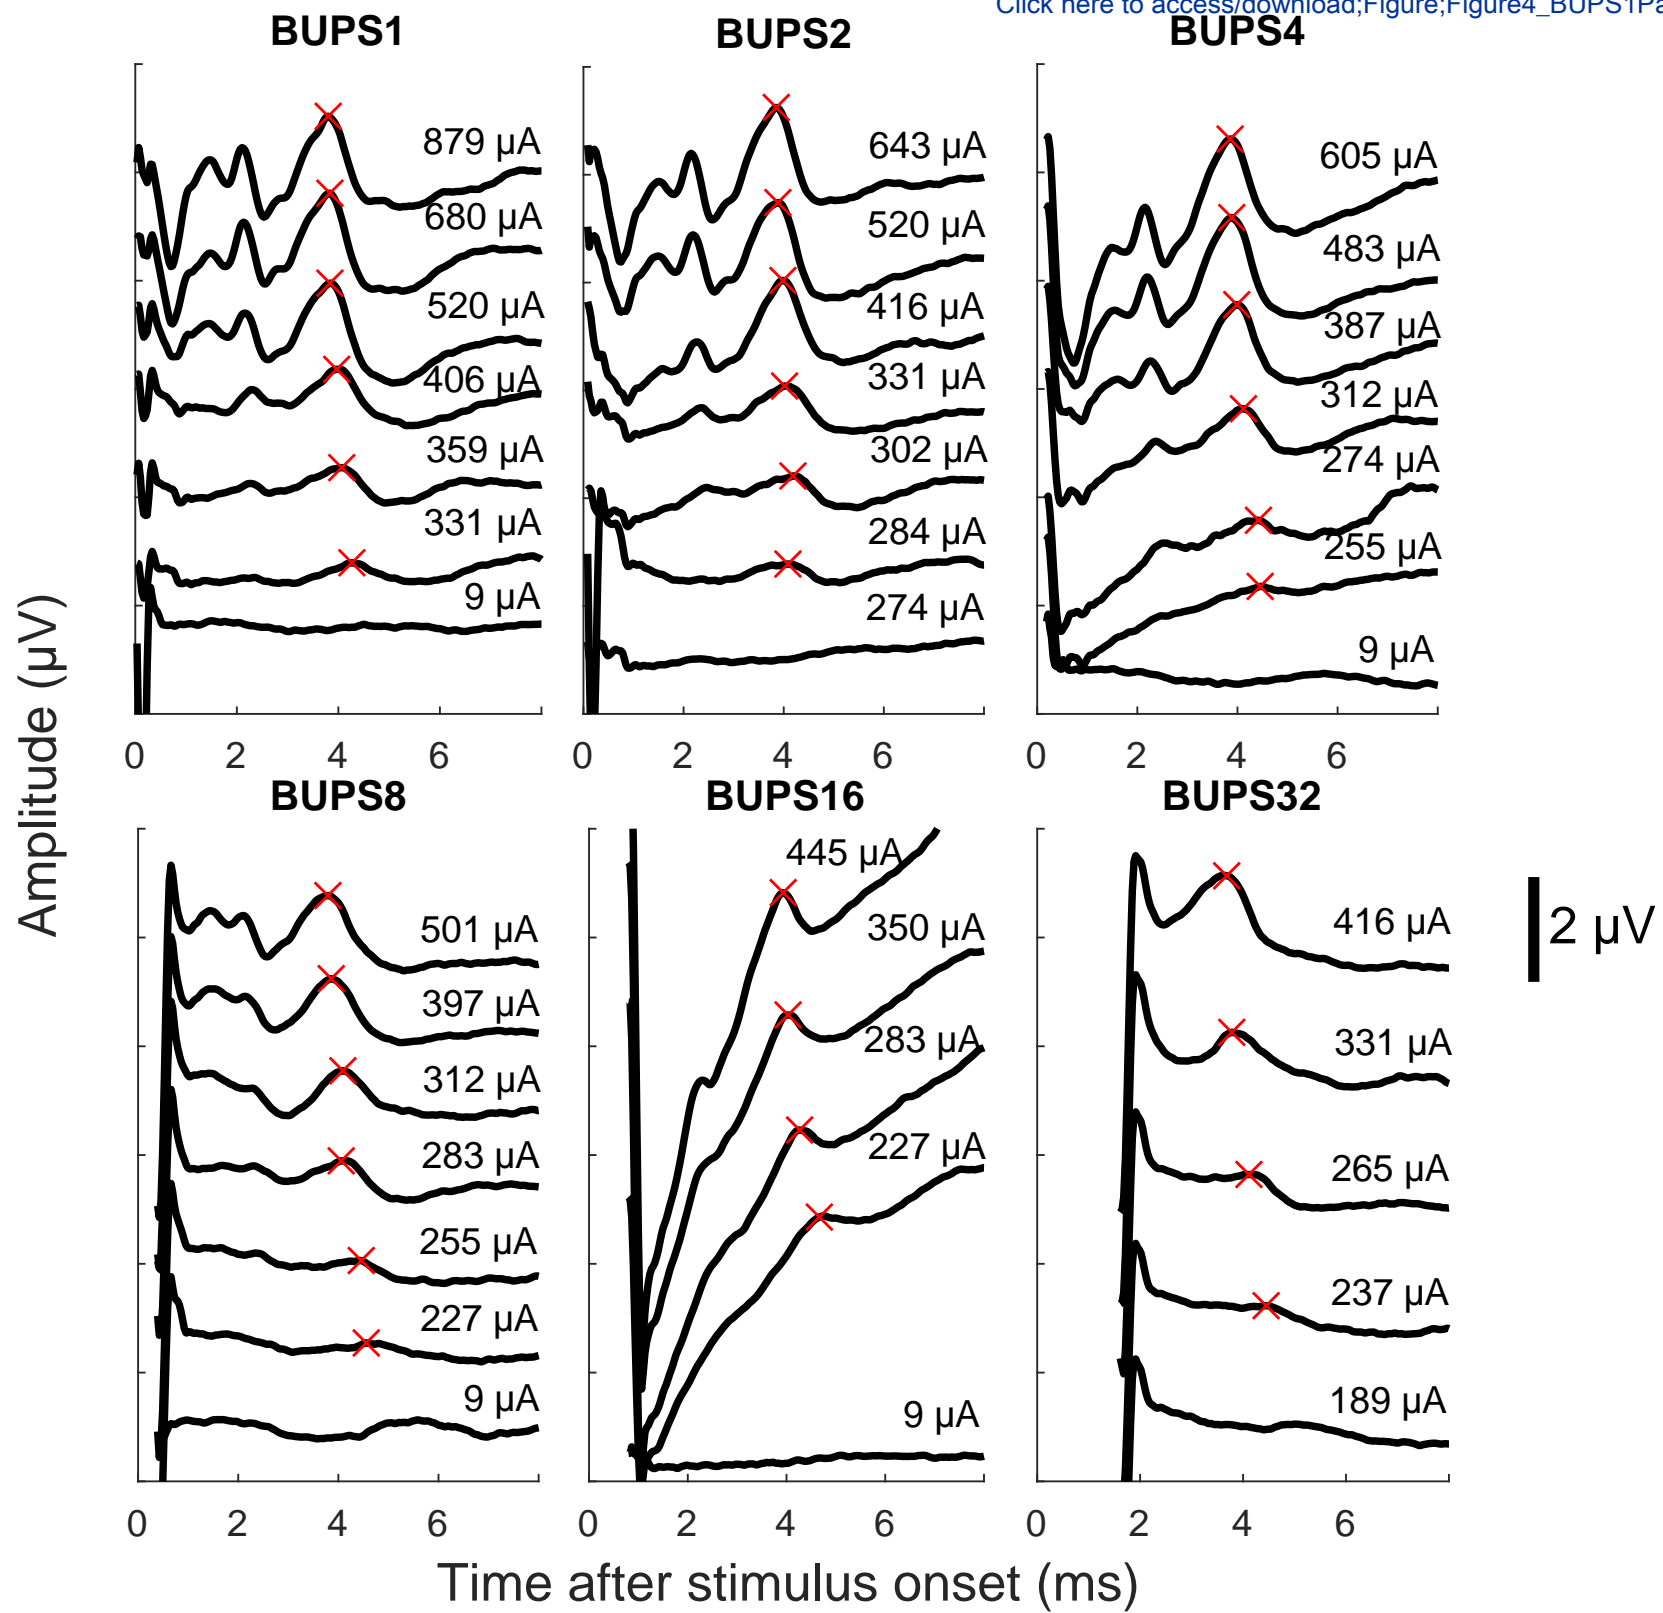 Click here to access/download;Figure;Figure4_BUPS1Pa
BUPS1
879 µA
680 µA
520 µA
406 µA
359 µA
331 µA
9 µA
0 2 4 6
BUPS2
643 µA
520 µA
416 µA
331 µA
302 µA
284 µA
274 µA
0 2 4 6
BUPS4
605 µA
483 µA
387 µA
312 µA
274 µA
255 µA
9 µA
0 2 4 6
Amplitude (µV)
BUPS8
501 µA
397 µA
312 µA
283 µA
255 µA
227 µA
9 µA
0 2 4 6
BUPS16
445 µA
350 µA
283 µA
227 µA
9 µA
0 2 4 6
BUPS32
416 µA
331 µA
265 µA
237 µA
189 µA
0 2 4 6
2 µV
Time after stimulus onset (ms)